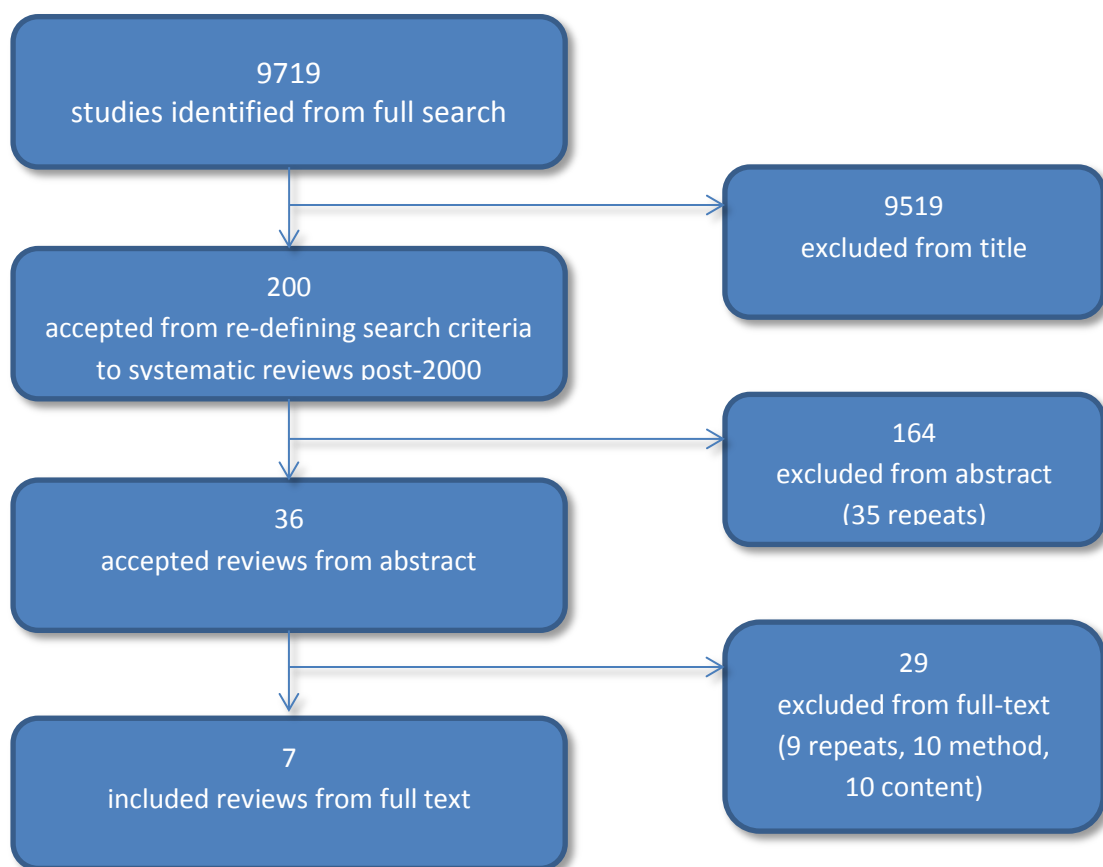 9719
studies identified from full search
9519
excluded from title
200
accepted from re-defining search criteria
to systematic reviews post-2000
164
excluded from abstract
(35 repeats)
36
accepted reviews from abstract
29
excluded from full-text
(9 repeats, 10 method,
10 content)
7
included reviews from full text